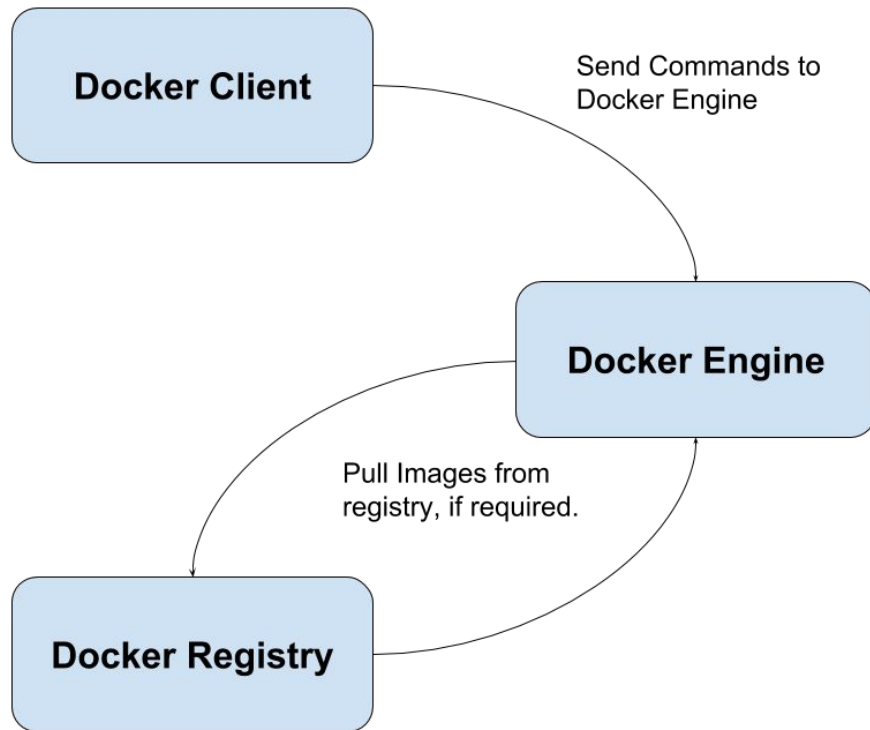 Docker Client
Send Commands to
Docker Engine
Docker Engine
Pull Images from
registry, if required.
Docker Registry